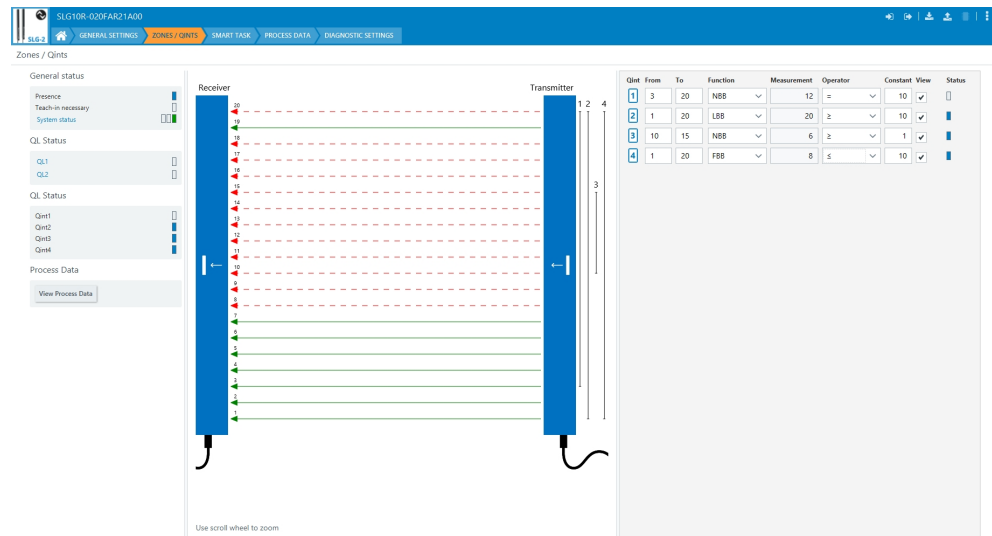 SLG10R-020FAR21A00
SLG-2
GENERAL SETTINGS
ZONES / QINTS
SMART TASK
PROCESS DATA
DIAGNOSTIC SETTINGS
Zones / Qints
General status
Presence
Teach-in necessary
System status
QL Status
QL1
QL2
QL Status
Qint1
Qint2
Qint3
Qint4
Process Data
View Process Data
Receiver
Transmitter
1 2 4
3
20
19
18
17
16
15
14
13
12
11
10
9
8
7
6
5
4
3
2
1
Use scroll wheel to zoom
Qint From To Function Measurement Operator Constant View Status
1 3 20 NBB 12 = 10
2 1 20 LBB 20 ≥ 10
3 10 15 NBB 6 ≥ 1
4 1 20 FBB 8 ≤ 10